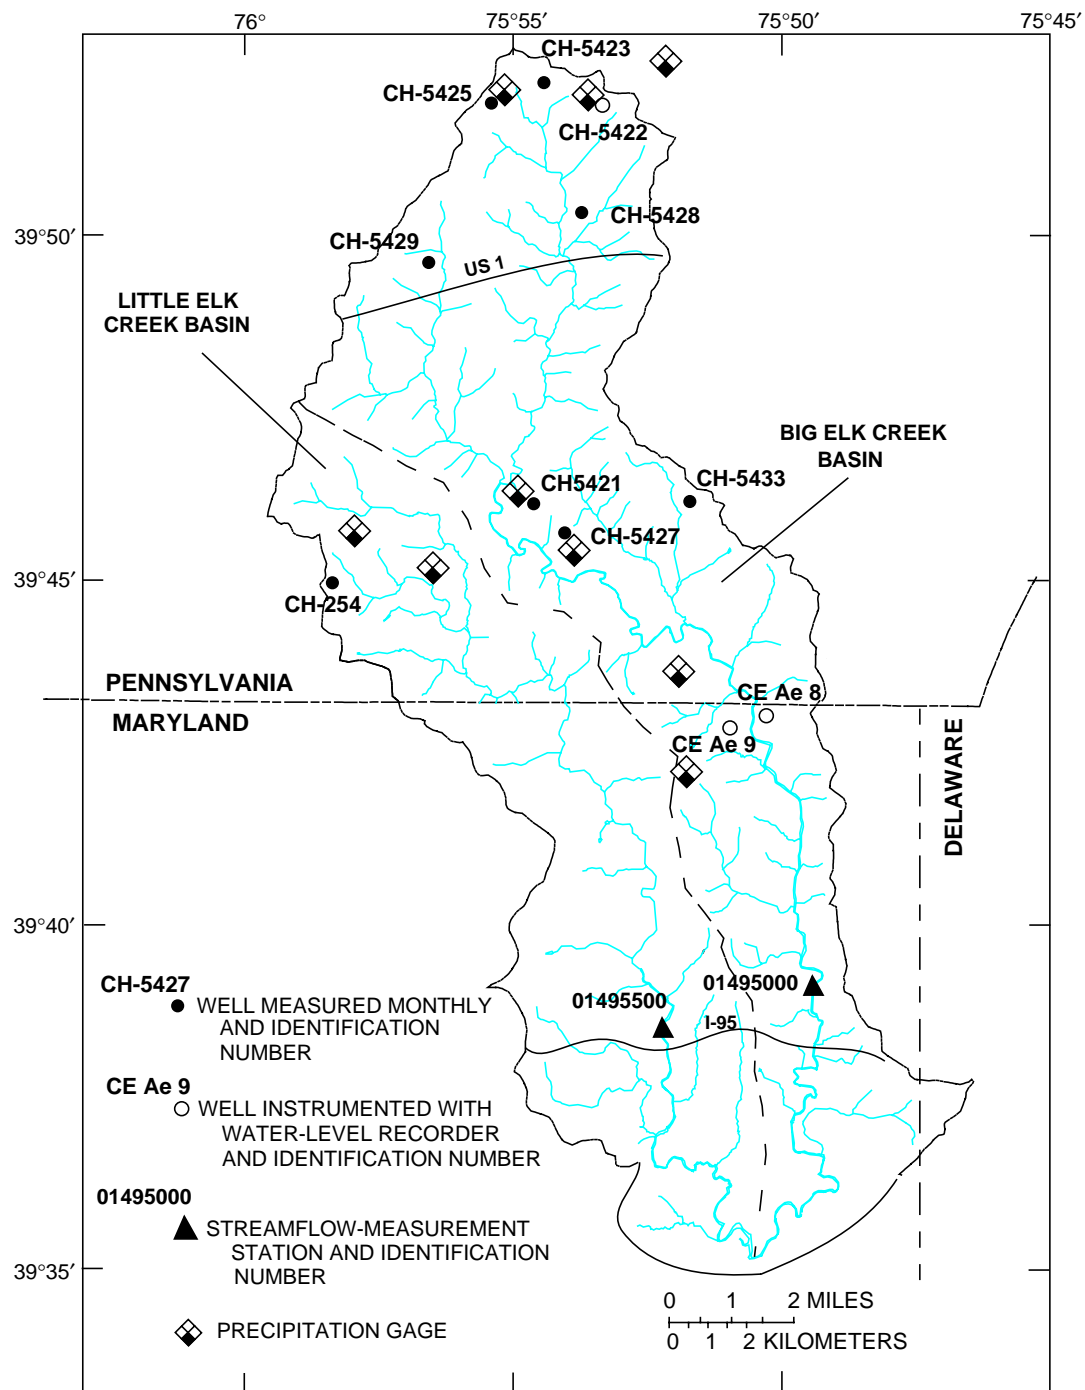 76°
75°55′
75°50′
75°45′
CH-5423
CH-5425
CH-5422
CH-5428
39°50′
CH-5429
US 1
LITTLE ELK
CREEK BASIN
BIG ELK CREEK
BASIN
CH5421
CH-5433
CH-5427
39°45′
CH-254
PENNSYLVANIA
MARYLAND
CE Ae 8
CE Ae 9
DELAWARE
39°40′
CH-5427
WELL MEASURED MONTHLY
AND IDENTIFICATION
NUMBER
01495500
01495000
I-95
CE Ae 9
WELL INSTRUMENTED WITH
WATER-LEVEL RECORDER
AND IDENTIFICATION NUMBER
01495000
STREAMFLOW-MEASUREMENT
STATION AND IDENTIFICATION
NUMBER
39°35′
PRECIPITATION GAGE
0 1 2 MILES
0 1 2 KILOMETERS